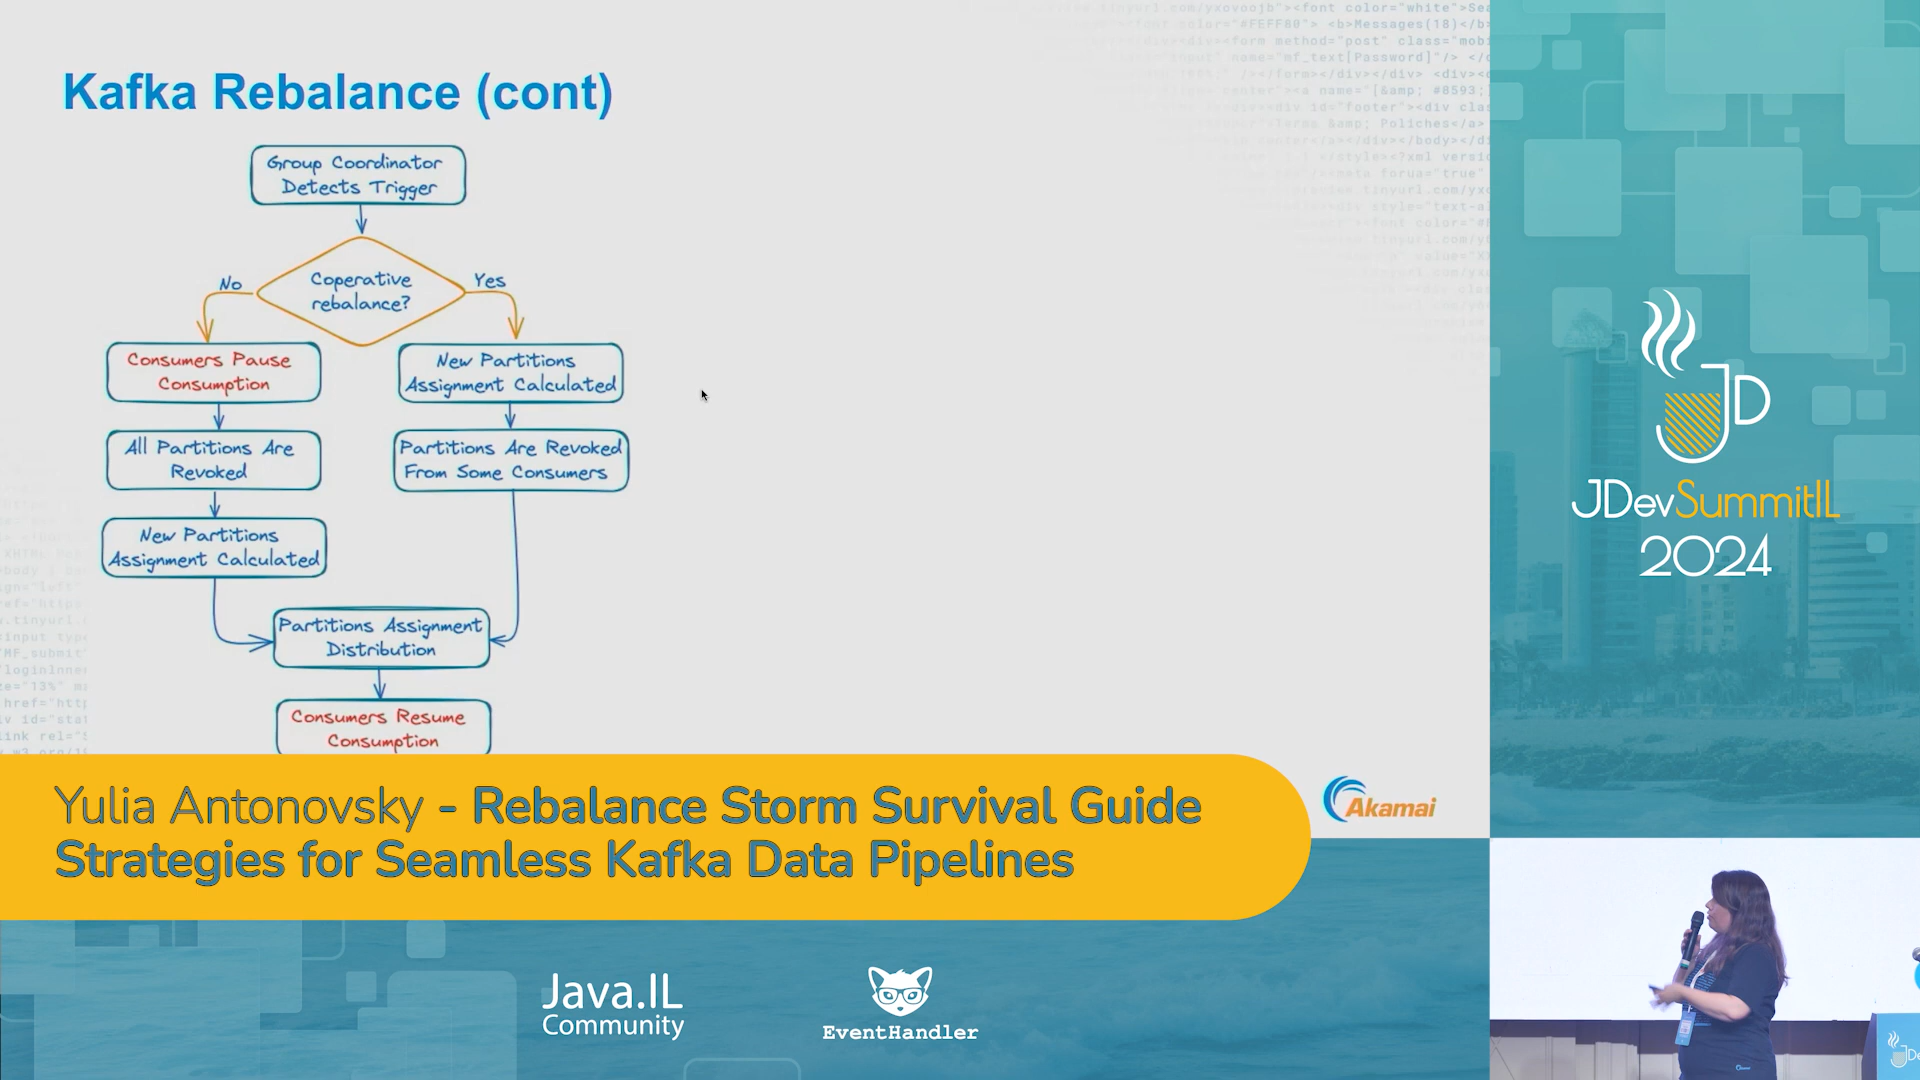 Kafka Rebalance (cont)
Group Coordinator
Detects Trigger
Coperative
rebalance?
No
Yes
Consumers Pause
Consumption
New Partitions
Assignment Calculated
All Partitions Are
Revoked
Partitions Are Revoked
From Some Consumers
New Partitions
Assignment Calculated
Partitions Assignment
Distribution
Consumers Resume
Consumption
Akamai
Yulia Antonovsky - Rebalance Storm Survival Guide
Strategies for Seamless Kafka Data Pipelines
Java.IL
Community
EventHandler
JD
JDevSummitIL
2024